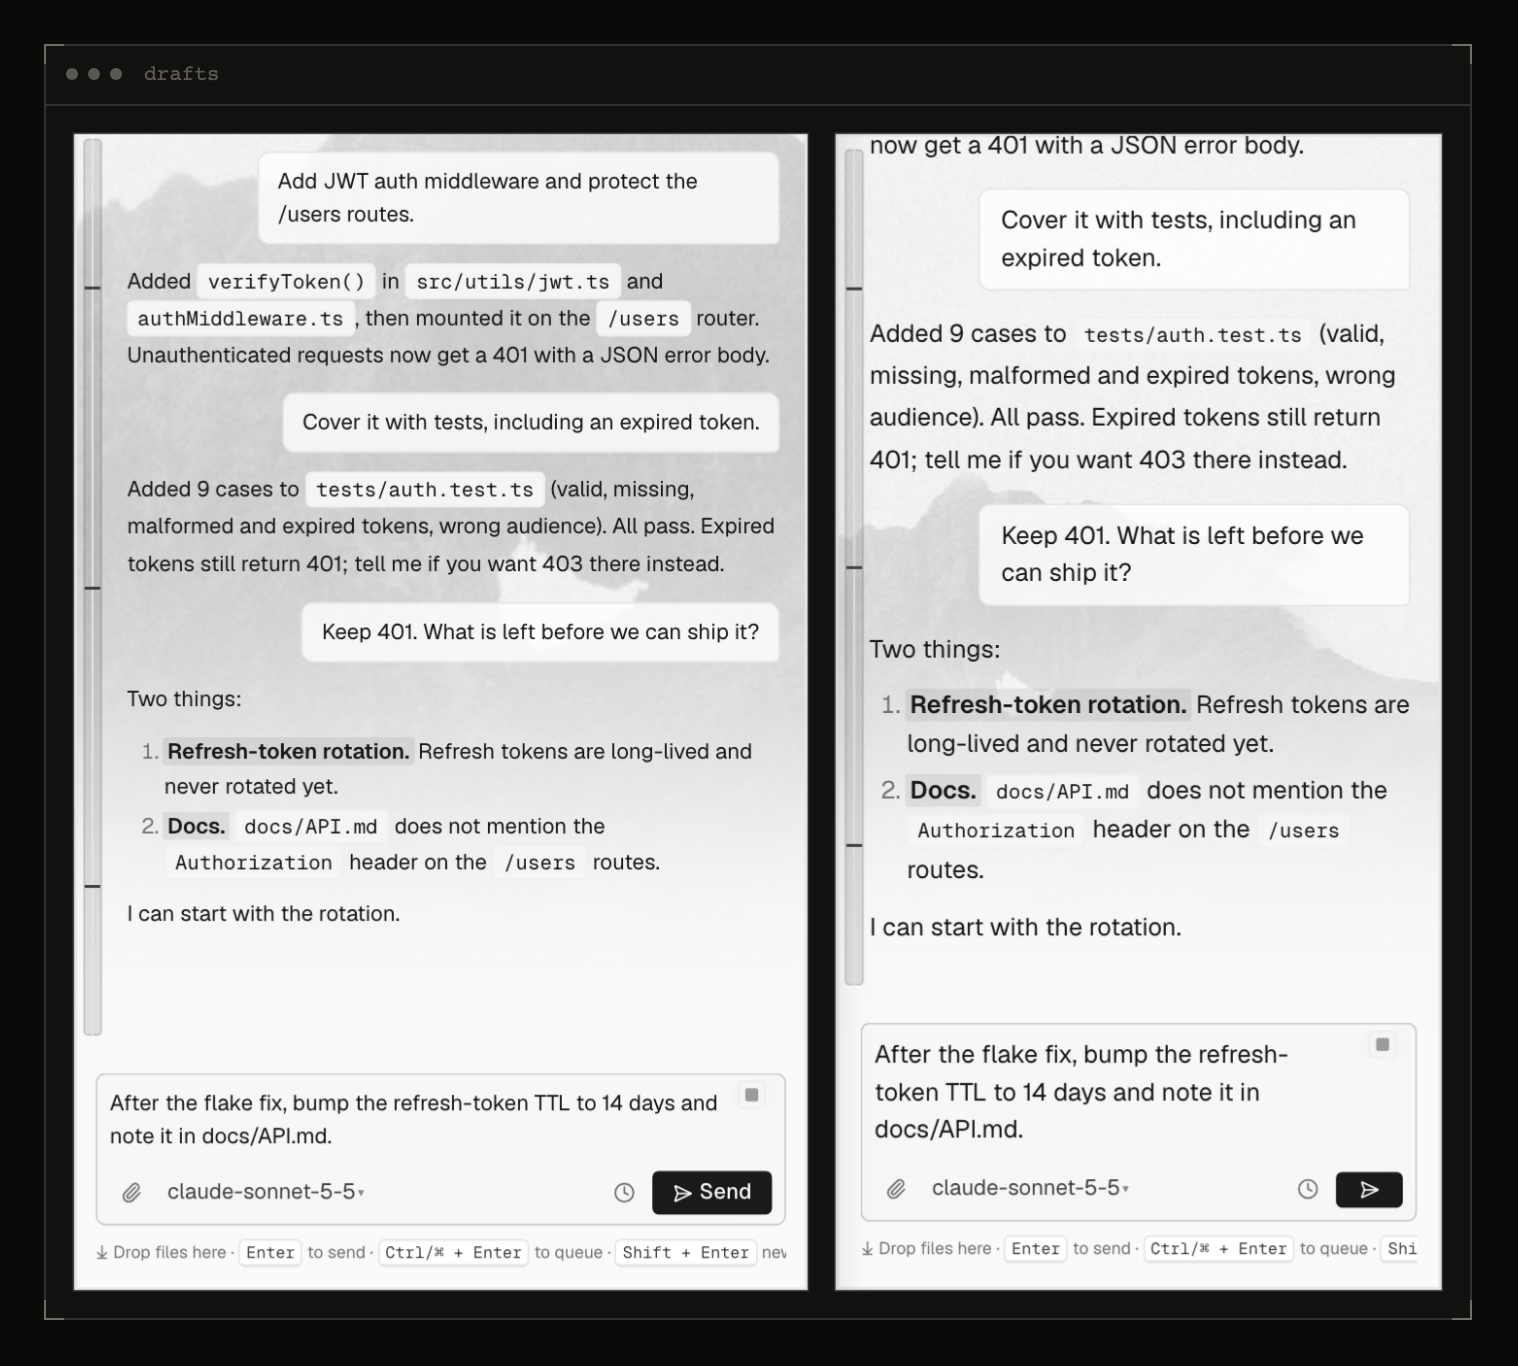 drafts
Add JWT auth middleware and protect the
/users routes.
Added verifyToken() in src/utils/jwt.ts and
authMiddleware.ts, then mounted it on the /users router.
Unauthenticated requests now get a 401 with a JSON error body.
Cover it with tests, including an expired token.
Added 9 cases to tests/auth.test.ts (valid, missing,
malformed and expired tokens, wrong audience). All pass. Expired
tokens still return 401; tell me if you want 403 there instead.
Keep 401. What is left before we can ship it?
Two things:
1. Refresh-token rotation. Refresh tokens are long-lived and
never rotated yet.
2. Docs. docs/API.md does not mention the
Authorization header on the /users routes.
I can start with the rotation.
After the flake fix, bump the refresh-token TTL to 14 days and
note it in docs/API.md.
claude-sonnet-5-5
Send
Drop files here · Enter to send · Ctrl/⌘ + Enter to queue · Shift + Enter
now get a 401 with a JSON error body.
Cover it with tests, including an
expired token.
Added 9 cases to tests/auth.test.ts (valid,
missing, malformed and expired tokens, wrong
audience). All pass. Expired tokens still return
401; tell me if you want 403 there instead.
Keep 401. What is left before we
can ship it?
Two things:
1. Refresh-token rotation. Refresh tokens are
long-lived and never rotated yet.
2. Docs. docs/API.md does not mention the
Authorization header on the /users
routes.
I can start with the rotation.
After the flake fix, bump the refresh-
token TTL to 14 days and note it in
docs/API.md.
claude-sonnet-5-5
Drop files here · Enter to send · Ctrl/⌘ + Enter to queue ·